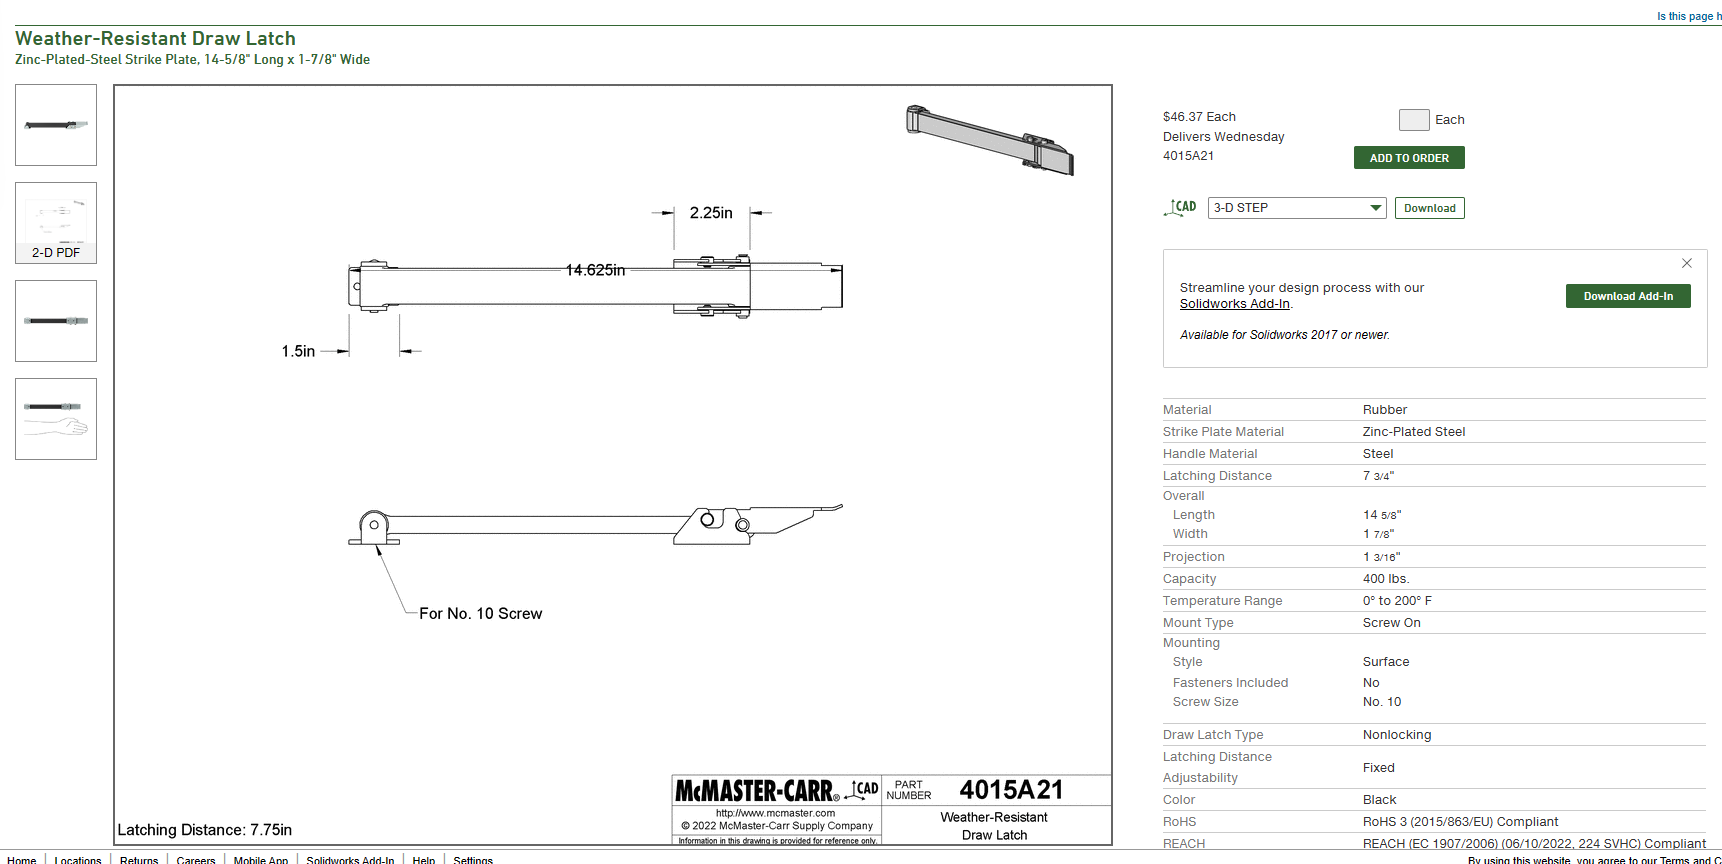 Is this page h
Weather-Resistant Draw Latch
Zinc-Plated-Steel Strike Plate, 14-5/8" Long x 1-7/8" Wide
2-D PDF
2.25in
14.625in
1.5in
For No. 10 Screw
Latching Distance: 7.75in
McMASTER-CARR® CAD
http://www.mcmaster.com
© 2022 McMaster-Carr Supply Company
Information in this drawing is provided for reference only.
PART
NUMBER
4015A21
Weather-Resistant
Draw Latch
$46.37 Each
Each
Delivers Wednesday
4015A21
ADD TO ORDER
CAD
3-D STEP
Download
Streamline your design process with our
Solidworks Add-In.
Download Add-In
Available for Solidworks 2017 or newer.
Material Rubber
Strike Plate Material Zinc-Plated Steel
Handle Material Steel
Latching Distance 7 3/4"
Overall
Length 14 5/8"
Width 1 7/8"
Projection 1 3/16"
Capacity 400 lbs.
Temperature Range 0° to 200° F
Mount Type Screw On
Mounting
Style Surface
Fasteners Included No
Screw Size No. 10
Draw Latch Type Nonlocking
Latching Distance
Adjustability Fixed
Color Black
RoHS RoHS 3 (2015/863/EU) Compliant
REACH REACH (EC 1907/2006) (06/10/2022, 224 SVHC) Compliant
Home | Locations | Returns | Careers | Mobile App | Solidworks Add-In | Help | Settings
By using this website, you agree to our Terms and C